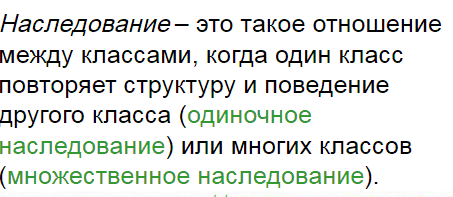 Наследование – это такое отношение
между классами, когда один класс
повторяет структуру и поведение
другого класса (одиночное
наследование) или многих классов
(множественное наследование).